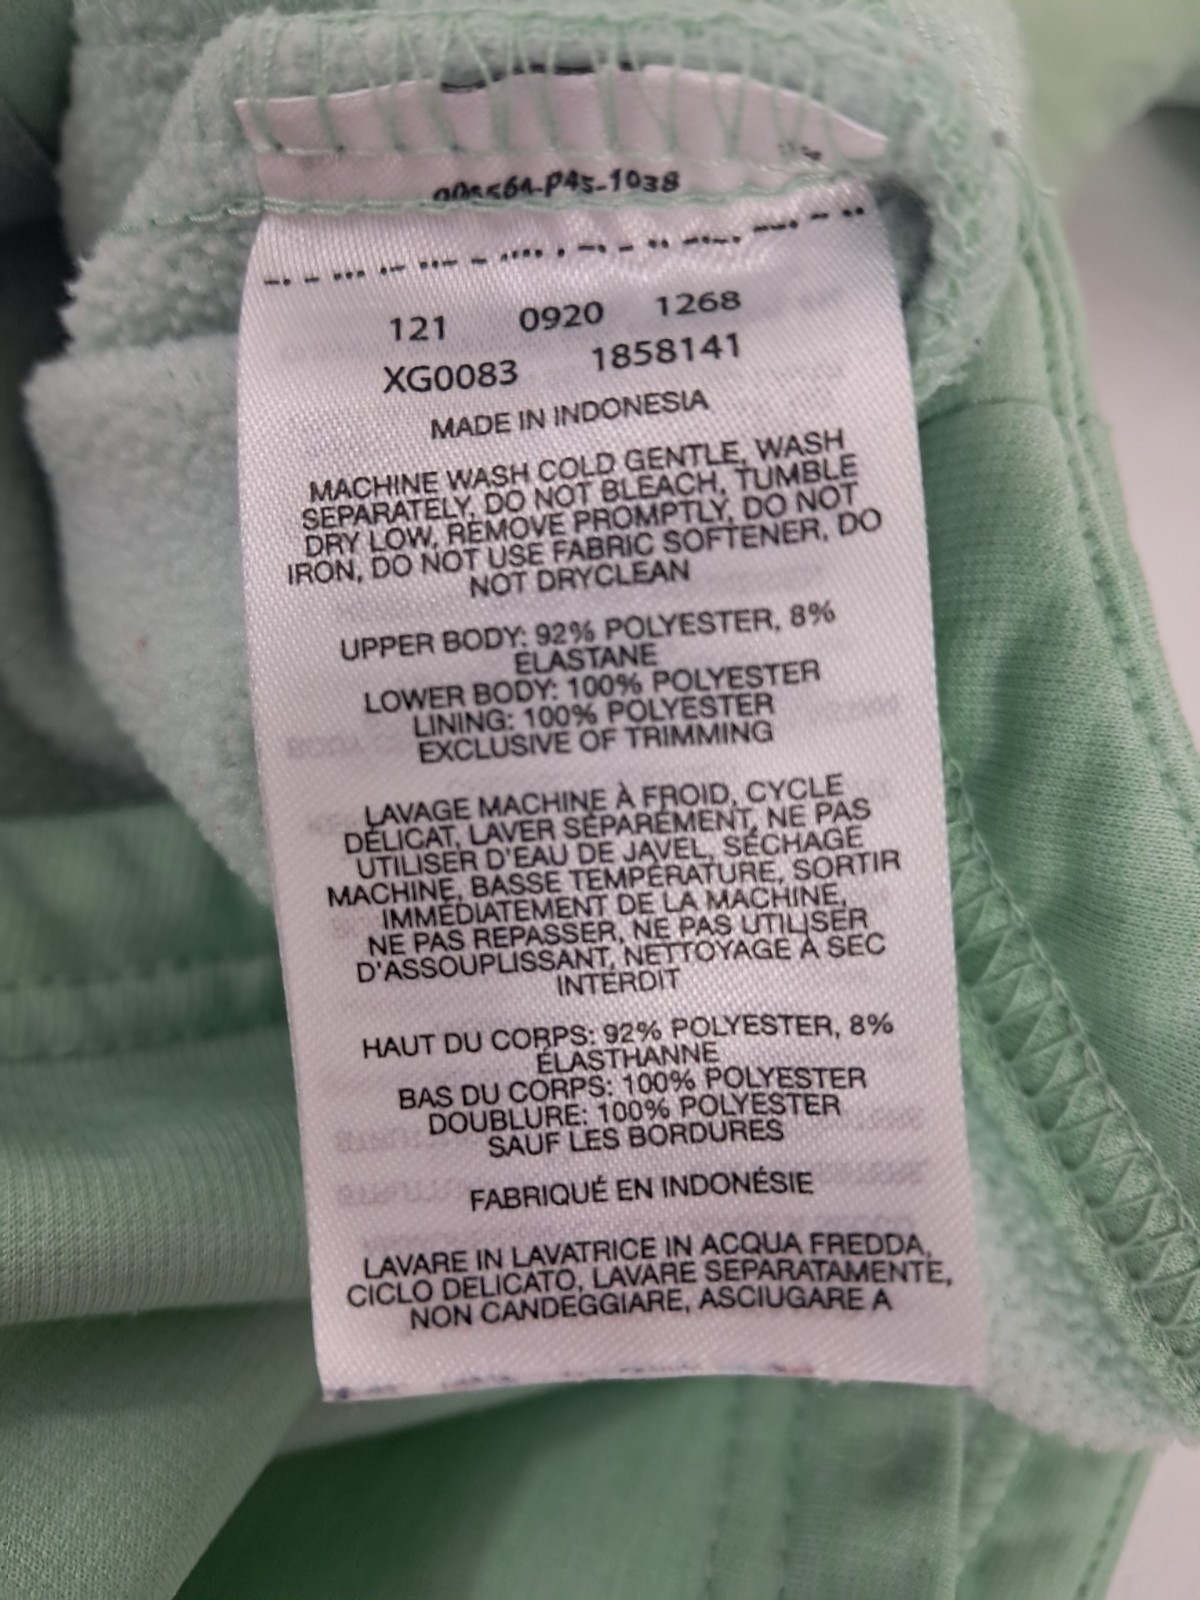 121 0920 1268
XG0083 1858141
MADE IN INDONESIA
MACHINE WASH COLD GENTLE, WASH
SEPARATELY, DO NOT BLEACH, TUMBLE
DRY LOW, REMOVE PROMPTLY, DO NOT
IRON, DO NOT USE FABRIC SOFTENER, DO
NOT DRYCLEAN
UPPER BODY: 92% POLYESTER, 8%
ELASTANE
LOWER BODY: 100% POLYESTER
LINING: 100% POLYESTER
EXCLUSIVE OF TRIMMING
LAVAGE MACHINE À FROID, CYCLE
DÉLICAT, LAVER SÉPARÉMENT, NE PAS
UTILISER D'EAU DE JAVEL, SÉCHAGE
MACHINE, BASSE TEMPÉRATURE, SORTIR
IMMÉDIATEMENT DE LA MACHINE,
NE PAS REPASSER, NE PAS UTILISER
D'ASSOUPLISSANT, NETTOYAGE À SEC
INTERDIT
HAUT DU CORPS: 92% POLYESTER, 8%
ÉLASTHANNE
BAS DU CORPS: 100% POLYESTER
DOUBLURE: 100% POLYESTER
SAUF LES BORDURES
FABRIQUÉ EN INDONÉSIE
LAVARE IN LAVATRICE IN ACQUA FREDDA,
CICLO DELICATO, LAVARE SEPARATAMENTE,
NON CANDEGGIARE, ASCIUGARE A